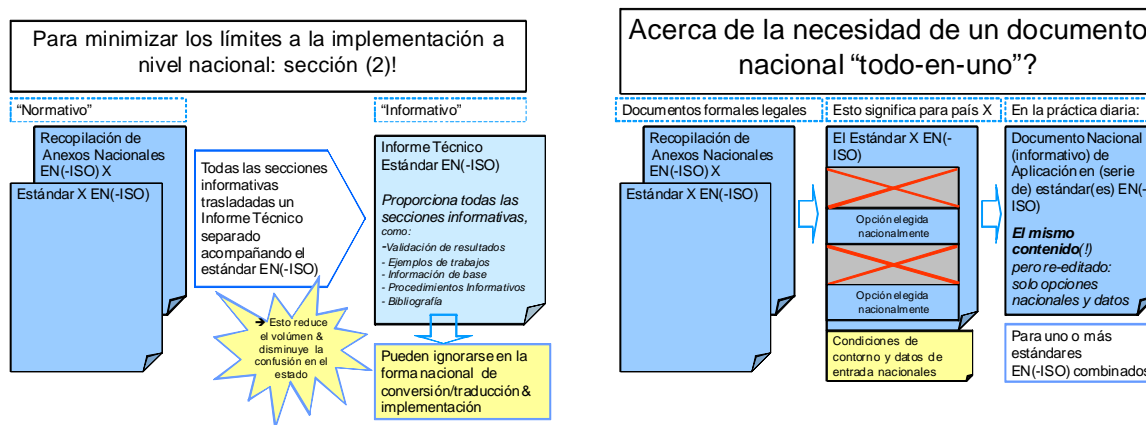 Para minimizar los límites a la implementación a
nivel nacional: sección (2)!
“Normativo”
“Informativo”
Recopilación de
Anexos Nacionales
EN(-ISO) X
Estándar X EN(-ISO)
Todas las secciones
informativas
trasladadas un
Informe Técnico
separado
acompañando el
estándar EN(-ISO)
Informe Técnico
Estándar EN(-ISO)
Proporciona todas las
secciones informativas,
como:
-Validación de resultados
- Ejemplos de trabajos
- Información de base
- Procedimientos Informativos
- Bibliografía
➔ Esto reduce
el volúmen &
disminuye la
confusión en el
estado
Pueden ignorarse en la
forma nacional de
conversión/traducción &
implementación
Acerca de la necesidad de un documento
nacional “todo-en-uno”?
Documentos formales legales
Esto significa para país X
En la práctica diaria:
Recopilación de
Anexos Nacionales
EN(-ISO) X
Estándar X EN(-ISO)
El Estándar X EN(-
ISO)
Opción elegida
nacionalmente
Opción elegida
nacionalmente
Condiciones de
contorno y datos de
entrada nacionales
Documento Nacional
(informativo) de
Aplicación en (serie
de) estándar(es) EN(-
ISO)
El mismo
contenido(!)
pero re-editado:
solo opciones
nacionales y datos
Para uno o más
estándares
EN(-ISO) combinados